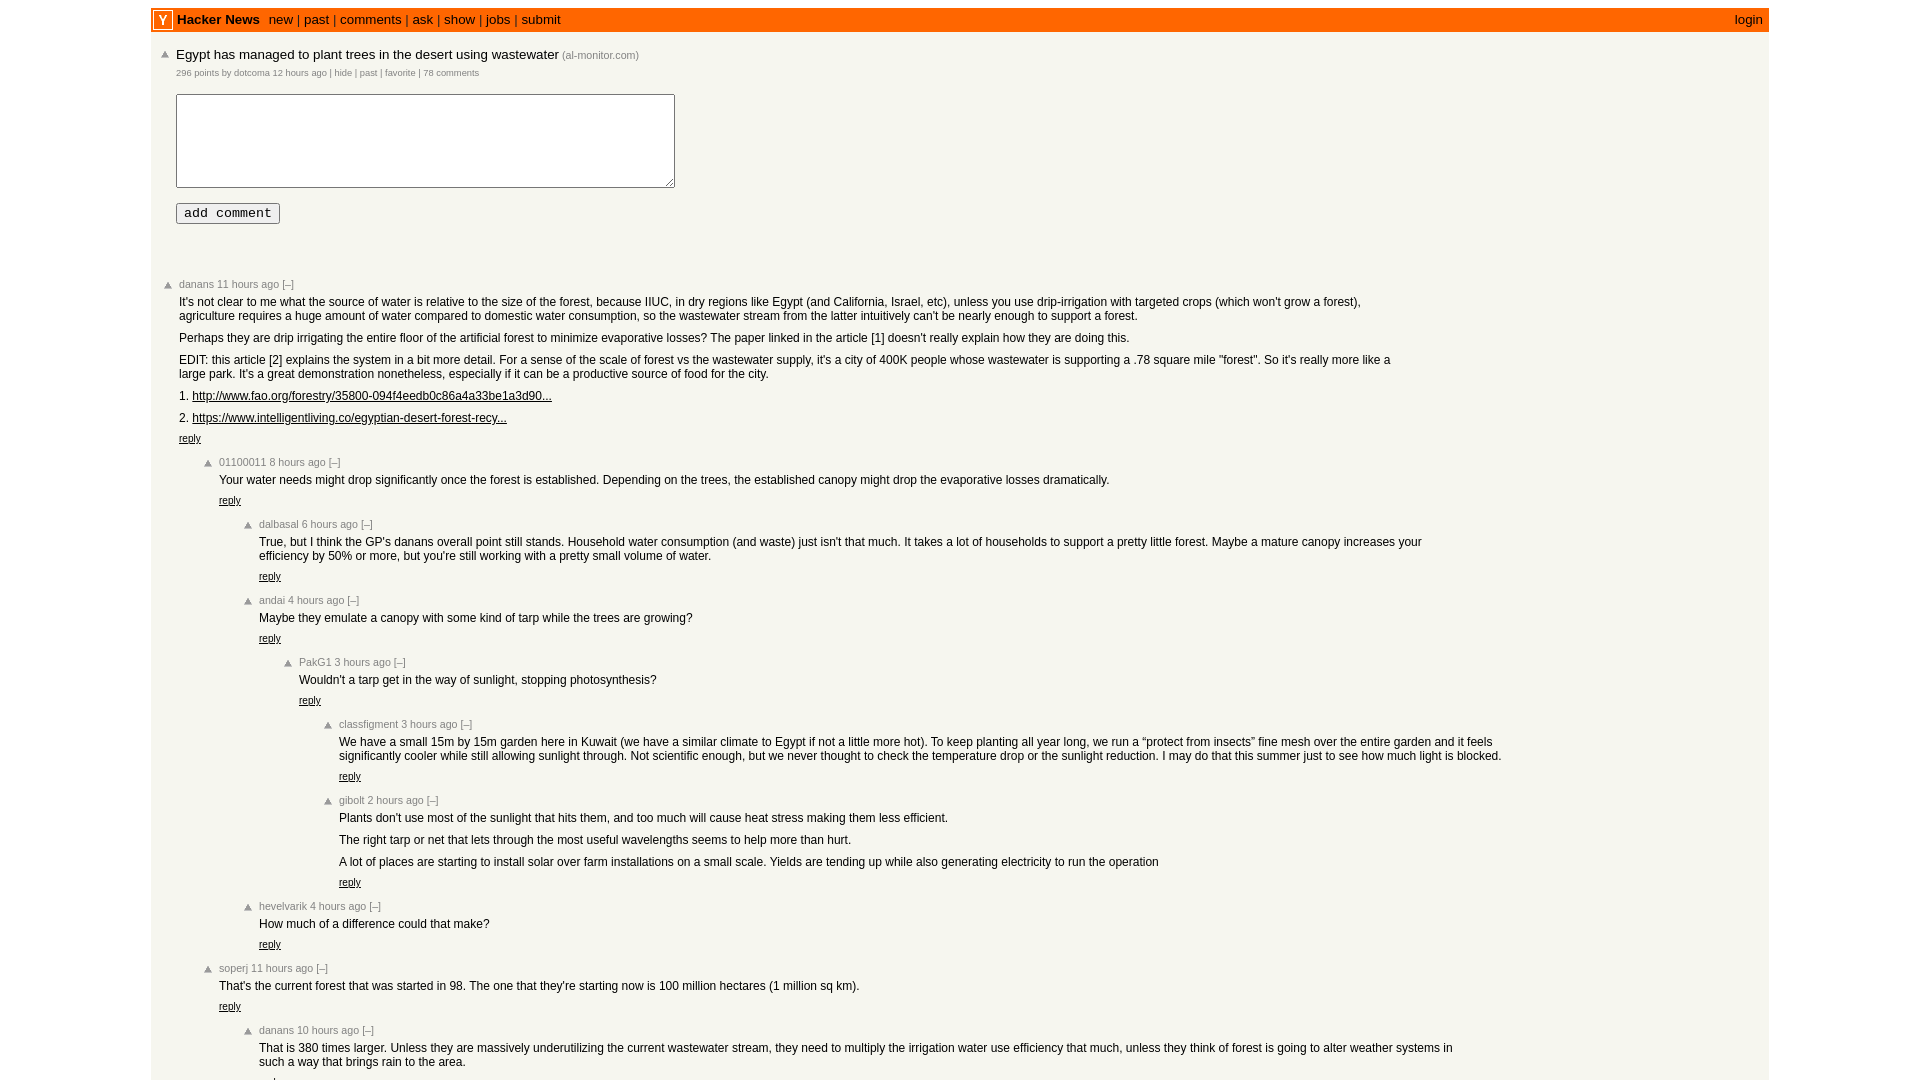 Y Hacker News new | past | comments | ask | show | jobs | submit login
Egypt has managed to plant trees in the desert using wastewater (al-monitor.com)
296 points by dotcoma 12 hours ago | hide | past | favorite | 78 comments
add comment
danans 11 hours ago [–]
It's not clear to me what the source of water is relative to the size of the forest, because IIUC, in dry regions like Egypt (and California, Israel, etc), unless you use drip-irrigation with targeted crops (which won't grow a forest),
agriculture requires a huge amount of water compared to domestic water consumption, so the wastewater stream from the latter intuitively can't be nearly enough to support a forest.
Perhaps they are drip irrigating the entire floor of the artificial forest to minimize evaporative losses? The paper linked in the article [1] doesn't really explain how they are doing this.
EDIT: this article [2] explains the system in a bit more detail. For a sense of the scale of forest vs the wastewater supply, it's a city of 400K people whose wastewater is supporting a .78 square mile "forest". So it's really more like a
large park. It's a great demonstration nonetheless, especially if it can be a productive source of food for the city.
1. http://www.fao.org/forestry/35800-094f4eedb0c86a4a33be1a3d90...
2. https://www.intelligentliving.co/egyptian-desert-forest-recy...
reply
01100011 8 hours ago [–]
Your water needs might drop significantly once the forest is established. Depending on the trees, the established canopy might drop the evaporative losses dramatically.
reply
dalbasal 6 hours ago [–]
True, but I think the GP's danans overall point still stands. Household water consumption (and waste) just isn't that much. It takes a lot of households to support a pretty little forest. Maybe a mature canopy increases your
efficiency by 50% or more, but you're still working with a pretty small volume of water.
reply
andai 4 hours ago [–]
Maybe they emulate a canopy with some kind of tarp while the trees are growing?
reply
PakG1 3 hours ago [–]
Wouldn't a tarp get in the way of sunlight, stopping photosynthesis?
reply
classfigment 3 hours ago [–]
We have a small 15m by 15m garden here in Kuwait (we have a similar climate to Egypt if not a little more hot). To keep planting all year long, we run a “protect from insects” fine mesh over the entire garden and it feels
significantly cooler while still allowing sunlight through. Not scientific enough, but we never thought to check the temperature drop or the sunlight reduction. I may do that this summer just to see how much light is blocked.
reply
gibolt 2 hours ago [–]
Plants don't use most of the sunlight that hits them, and too much will cause heat stress making them less efficient.
The right tarp or net that lets through the most useful wavelengths seems to help more than hurt.
A lot of places are starting to install solar over farm installations on a small scale. Yields are tending up while also generating electricity to run the operation
reply
hevelvarik 4 hours ago [–]
How much of a difference could that make?
reply
soperj 11 hours ago [–]
That's the current forest that was started in 98. The one that they're starting now is 100 million hectares (1 million sq km).
reply
danans 10 hours ago [–]
That is 380 times larger. Unless they are massively underutilizing the current wastewater stream, they need to multiply the irrigation water use efficiency that much, unless they think of forest is going to alter weather systems in
such a way that brings rain to the area.